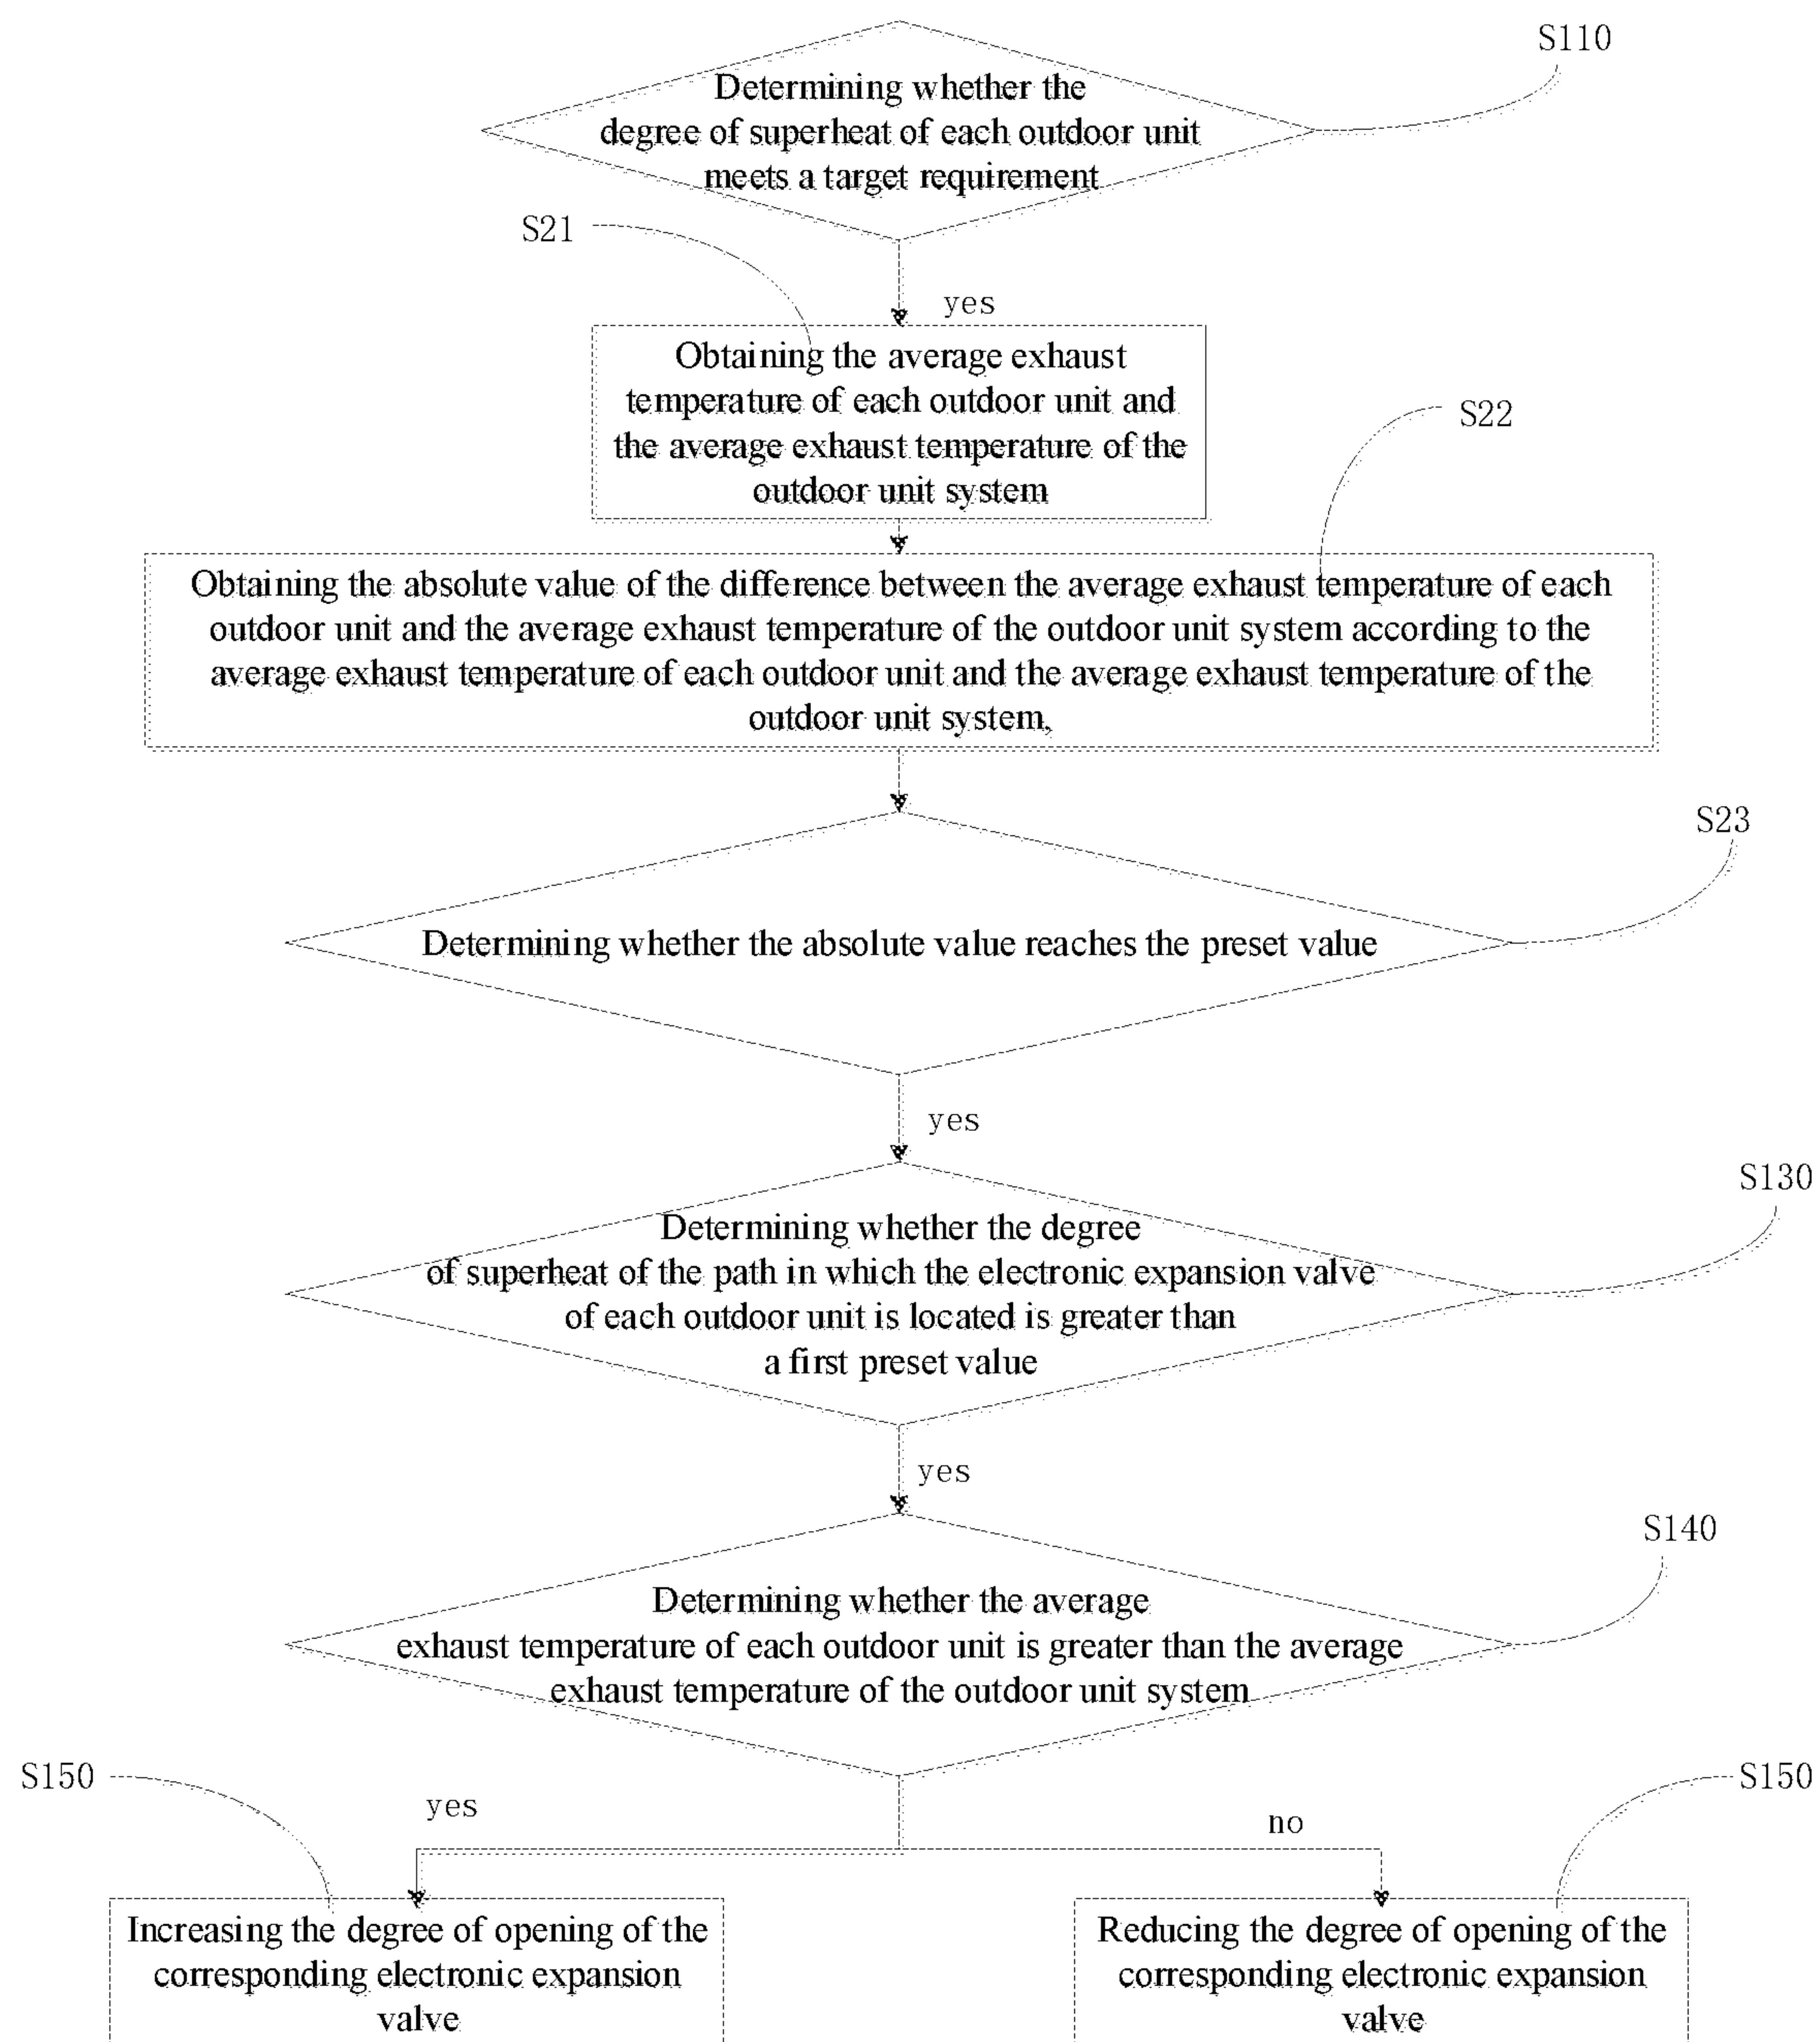 S110
Determining whether the
degree of superheat of each outdoor unit
meets a target requirement
S21
yes
Obtaining the average exhaust
temperature of each outdoor unit and
the average exhaust temperature of the
outdoor unit system
S22
Obtaining the absolute value of the difference between the average exhaust temperature of each
outdoor unit and the average exhaust temperature of the outdoor unit system according to the
average exhaust temperature of each outdoor unit and the average exhaust temperature of the
outdoor unit system,
S23
Determining whether the absolute value reaches the preset value
yes
S130
Determining whether the degree
of superheat of the path in which the electronic expansion valve
of each outdoor unit is located is greater than
a first preset value
yes
S140
Determining whether the average
exhaust temperature of each outdoor unit is greater than the average
exhaust temperature of the outdoor unit system
S150
yes
no
S150
Increasing the degree of opening of the
corresponding electronic expansion
valve
Reducing the degree of opening of the
corresponding electronic expansion
valve